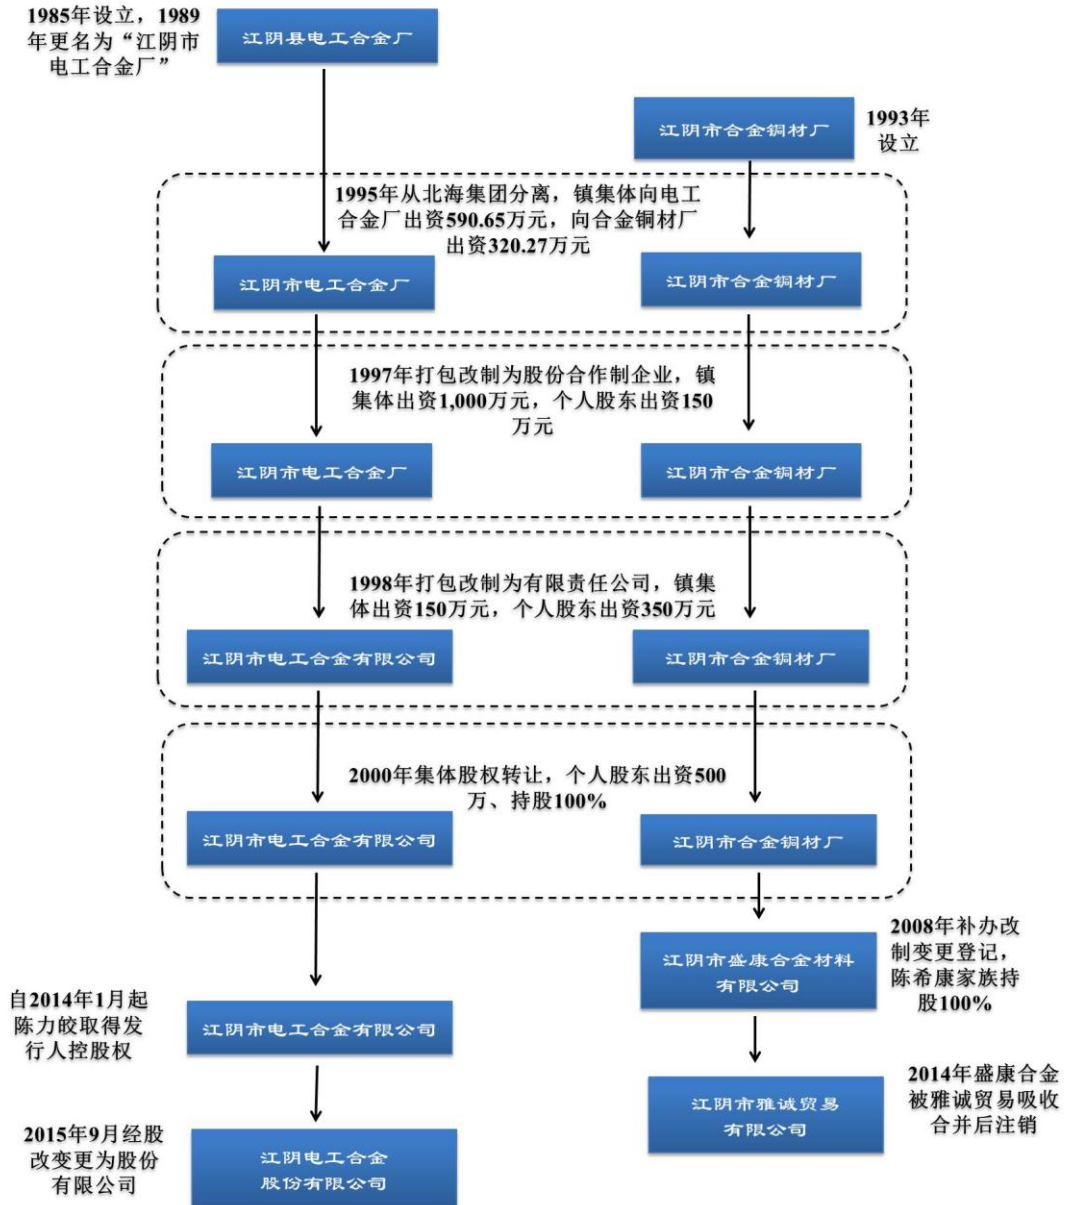 1985年设立，1989
年更名为“江阴市
电工合金厂”
江阴县电工合金厂
江阴市合金铜材厂
1993年
设立
1995年从北海集团分离，镇集体向电工
合金厂出资590.65万元，向合金铜材厂
出资320.27万元
江阴市电工合金厂
江阴市合金铜材厂
1997年打包改制为股份合作制企业，镇
集体出资1,000万元，个人股东出资150
万元
江阴市电工合金厂
江阴市合金铜材厂
1998年打包改制为有限责任公司，镇集
体出资150万元，个人股东出资350万元
江阴市电工合金有限公司
江阴市合金铜材厂
2000年集体股权转让，个人股东出资500
万、持股100%
江阴市电工合金有限公司
江阴市合金铜材厂
江阴市盛康合金材料
有限公司
2008年补办改
制变更登记，
陈希康家族持
股100%
自2014年1月起
陈力皎取得发
行人控股权
江阴市电工合金有限公司
江阴市雅诚贸易
有限公司
2014年盛康合金
被雅诚贸易吸收
合并后注销
2015年9月经股
改变更为股份
有限公司
江阴电工合金
股份有限公司